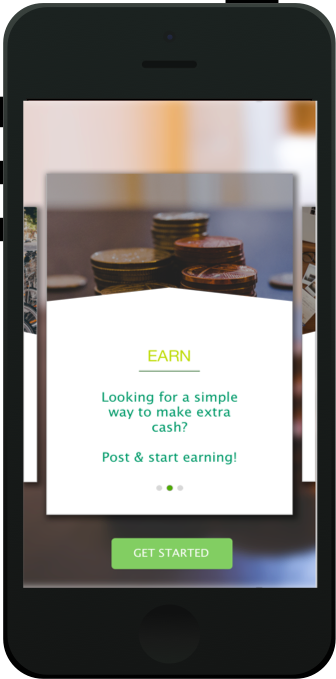 EARN
Looking for a simple
way to make extra
cash?
Post & start earning!
GET STARTED